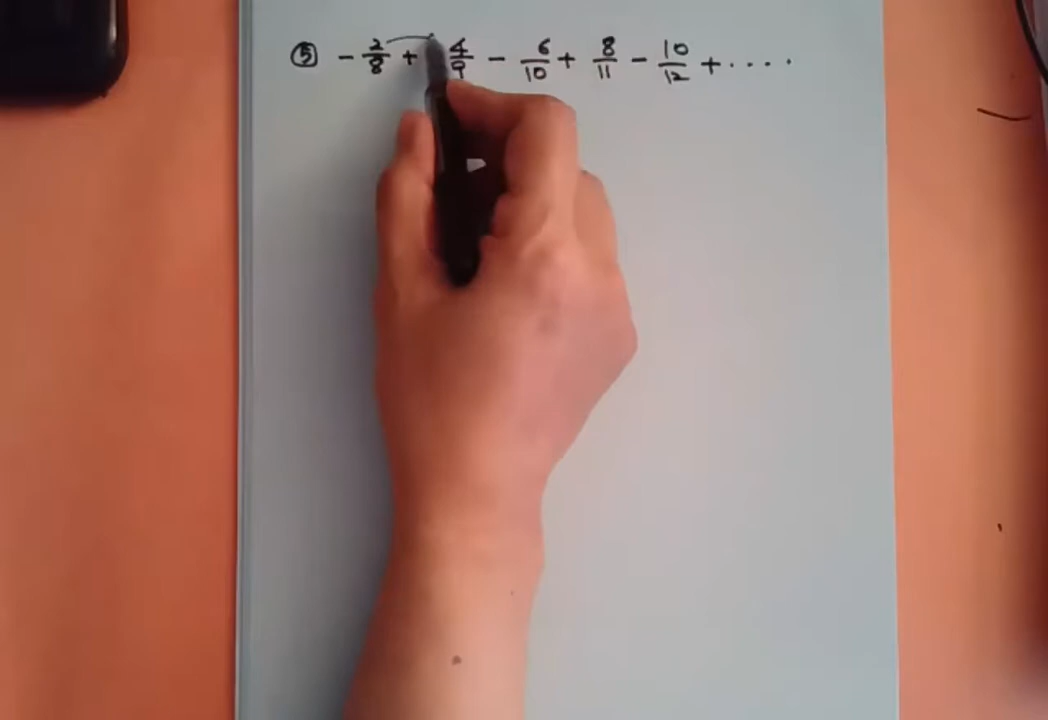 ⑤ - 2/8 + 4/9 - 6/10 + 8/11 - 10/12 + ....